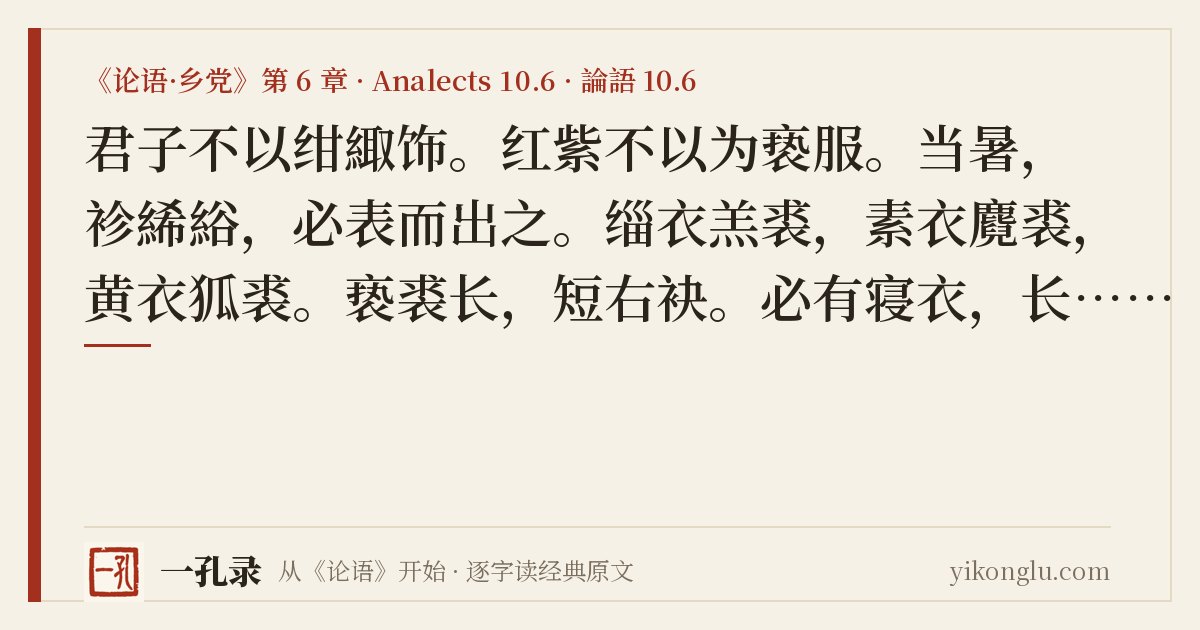 《论语·乡党》第 6 章 · Analects 10.6 · 論語 10.6
君子不以绀緅饰。红紫不以为亵服。当暑，
袗絺綌，必表而出之。缁衣羔裘，素衣麑裘，
黄衣狐裘。亵裘长，短右袂。必有寝衣，长……
一孔
一孔录 从《论语》开始 · 逐字读经典原文 yikonglu.com